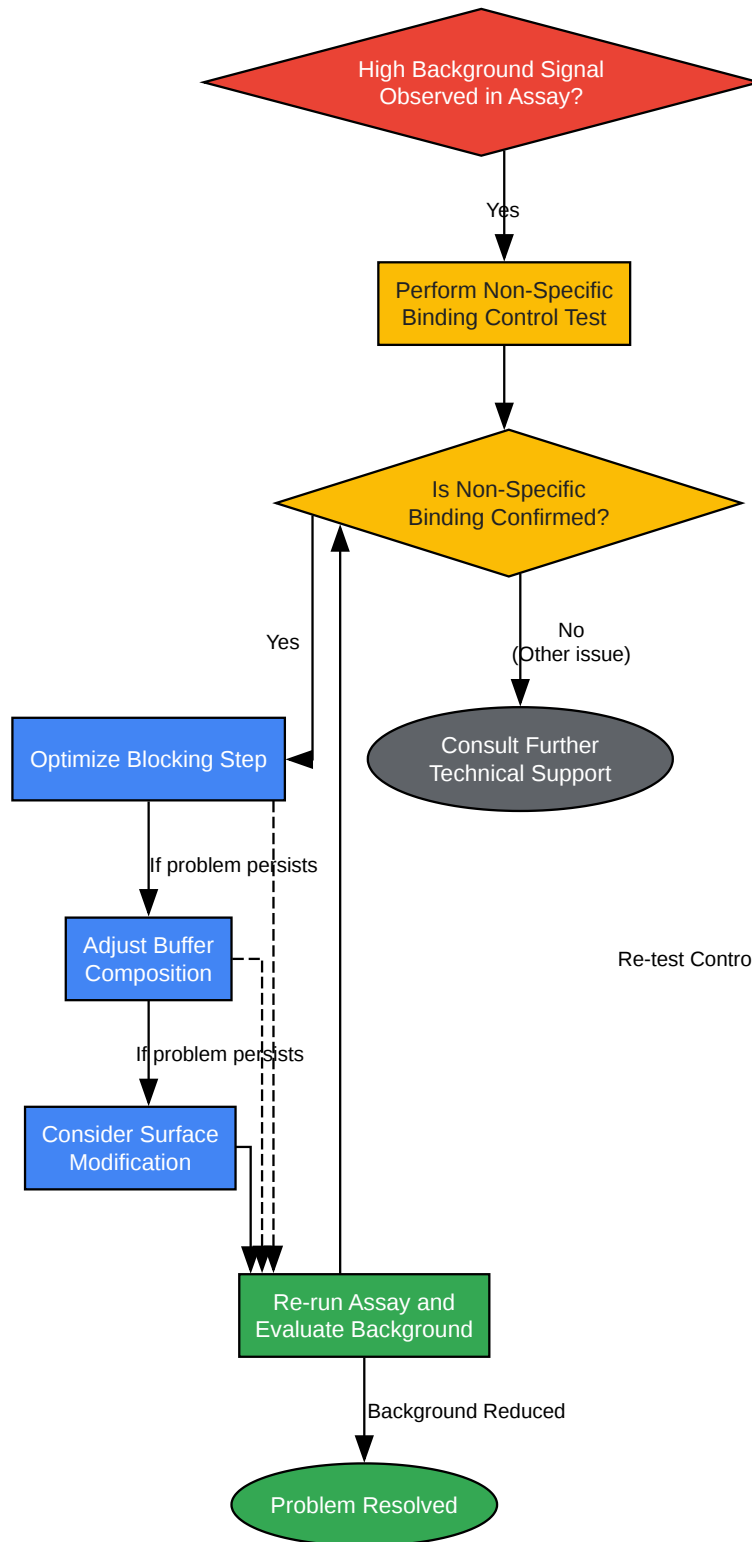 High Background Signal
Observed in Assay?
Yes
Perform Non-Specific
Binding Control Test
Is Non-Specific
Binding Confirmed?
Yes
No
(Other issue)
Optimize Blocking Step
Consult Further
Technical Support
If problem persists
Adjust Buffer
Composition
Re-test Contro
If problem persists
Consider Surface
Modification
Re-run Assay and
Evaluate Background
Background Reduced
Problem Resolved